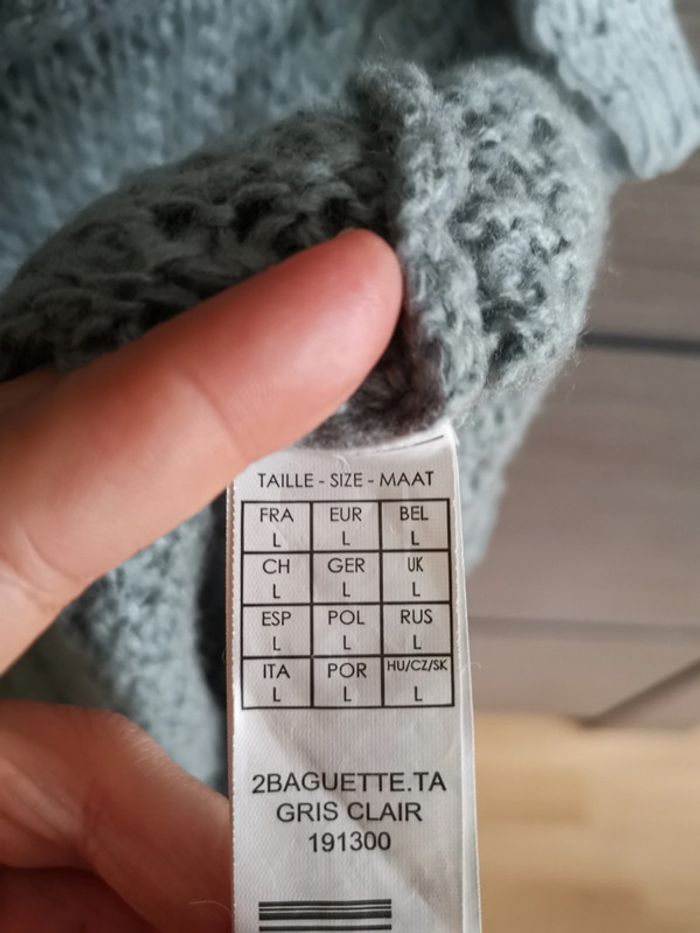 TAILLE - SIZE - MAAT
FRA EUR BEL
L L L
CH GER UK
L L L
ESP POL RUS
L L L
ITA POR HU/CZ/SK
L L L
2BAGUETTE.TA
GRIS CLAIR
191300